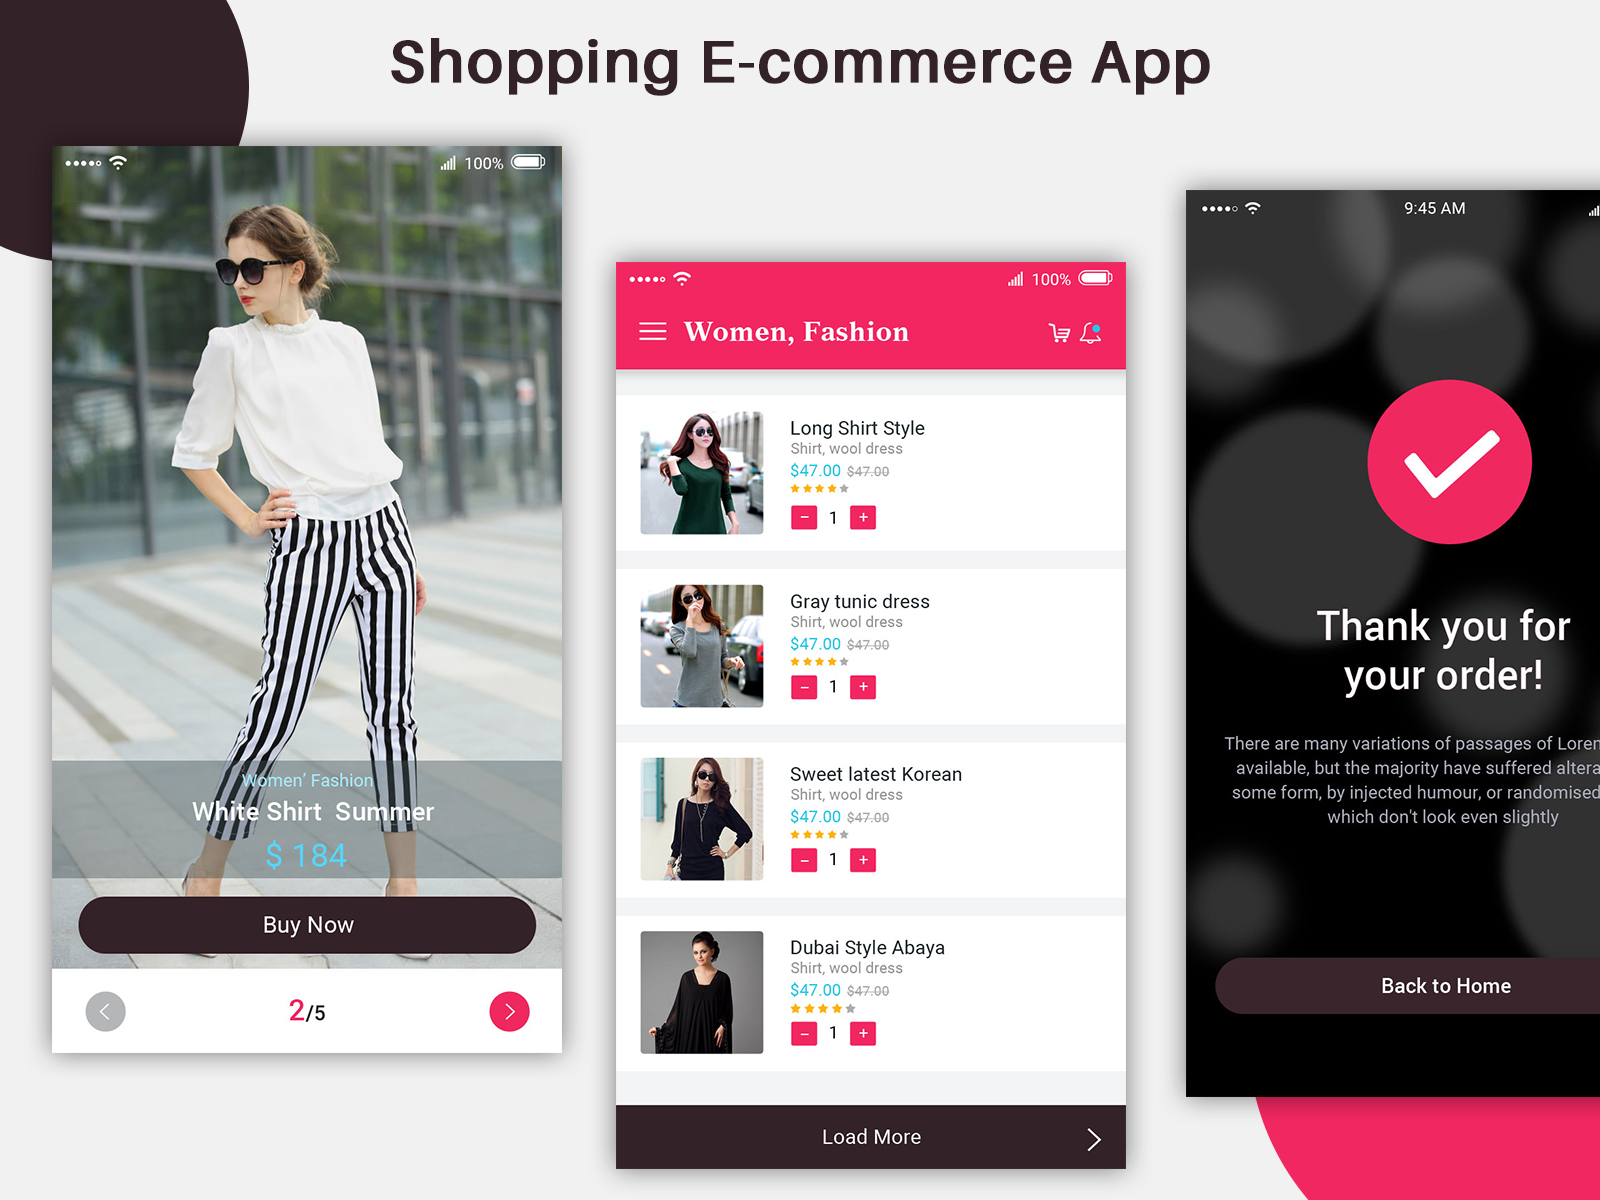 Shopping E-commerce App
100%
Women’ Fashion
White Shirt Summer
$ 184
Buy Now
2/5
100%
Women, Fashion
Long Shirt Style
Shirt, wool dress
$47.00 $47.00
− 1 +
Gray tunic dress
Shirt, wool dress
$47.00 $47.00
− 1 +
Sweet latest Korean
Shirt, wool dress
$47.00 $47.00
− 1 +
Dubai Style Abaya
Shirt, wool dress
$47.00 $47.00
− 1 +
Load More
9:45 AM
Thank you for
your order!
There are many variations of passages of Lorem
available, but the majority have suffered altera
some form, by injected humour, or randomised
which don't look even slightly
Back to Home